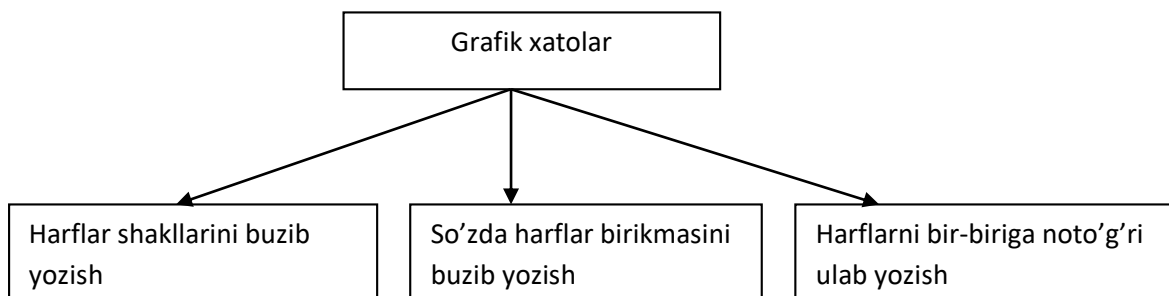 Grafik xatolar
Harflar shakllarini buzib
yozish
So’zda harflar birikmasini
buzib yozish
Harflarni bir-biriga noto’g’ri
ulab yozish